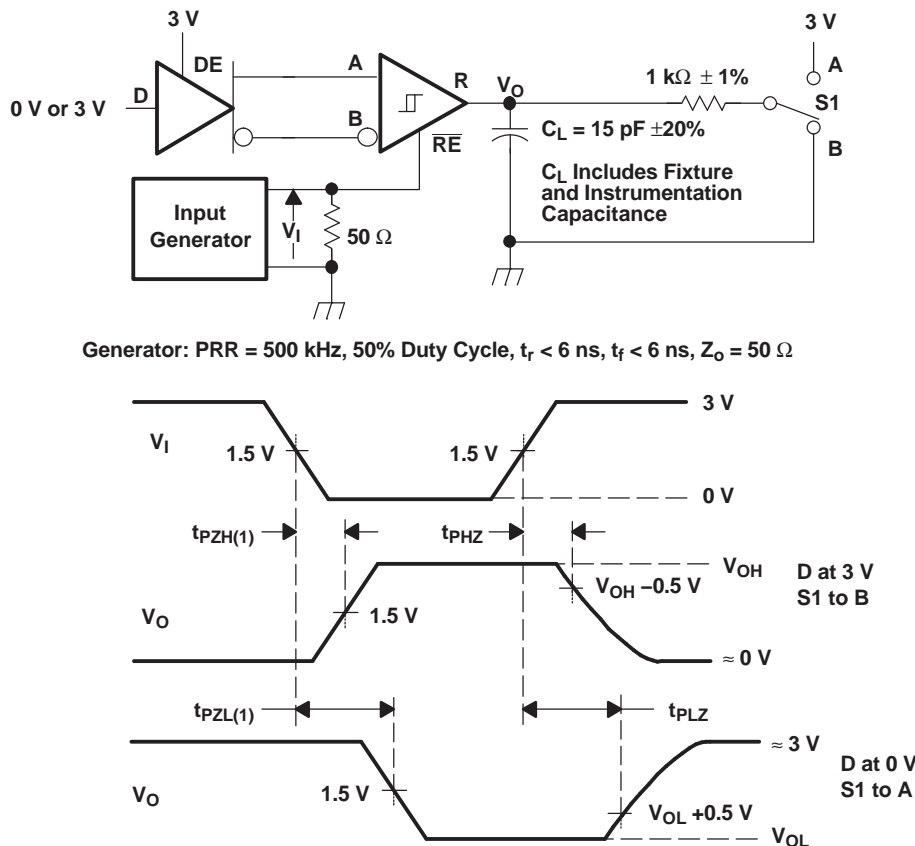 3 V
3 V
DE
A
R
V_O
1 kΩ ± 1%
A
0 V or 3 V
D
S1
B
R̅E̅
C_L = 15 pF ±20%
B
C_L Includes Fixture
and Instrumentation
Capacitance
Input
Generator
V_I
50 Ω
Generator: PRR = 500 kHz, 50% Duty Cycle, t_r < 6 ns, t_f < 6 ns, Z_o = 50 Ω
3 V
V_I
1.5 V
1.5 V
0 V
t_PZH(1)
t_PHZ
V_OH
D at 3 V
S1 to B
V_OH −0.5 V
V_O
1.5 V
≈ 0 V
t_PZL(1)
t_PLZ
≈ 3 V
D at 0 V
S1 to A
V_O
1.5 V
V_OL +0.5 V
V_OL